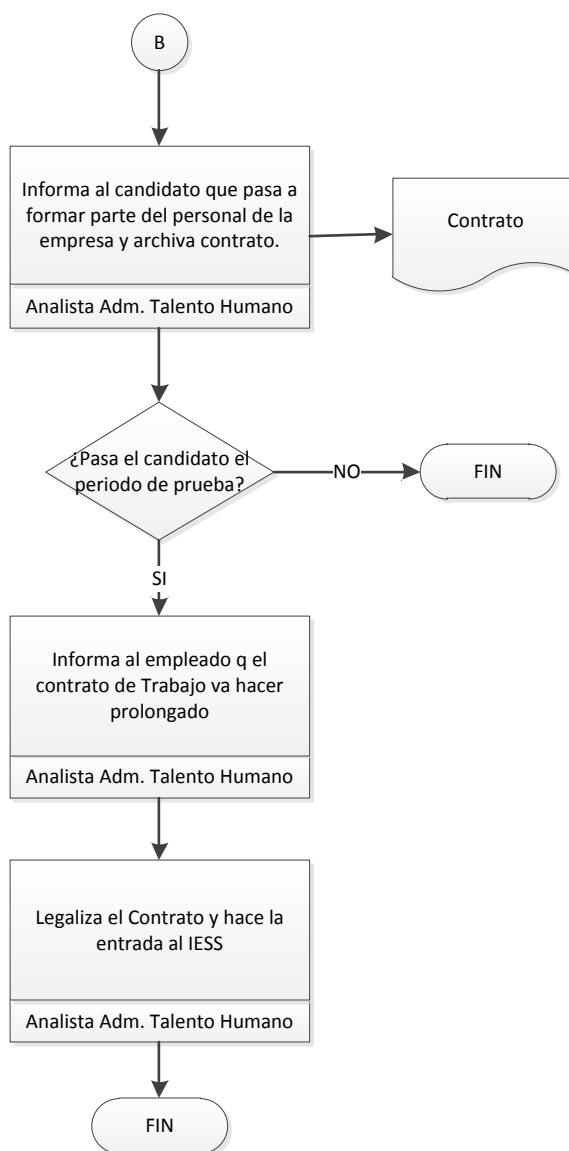 B
Informa al candidato que pasa a
formar parte del personal de la
empresa y archiva contrato.
Analista Adm. Talento Humano
Contrato
¿Pasa el candidato el
periodo de prueba?
NO
FIN
SI
Informa al empleado q el
contrato de Trabajo va hacer
prolongado
Analista Adm. Talento Humano
Legaliza el Contrato y hace la
entrada al IESS
Analista Adm. Talento Humano
FIN